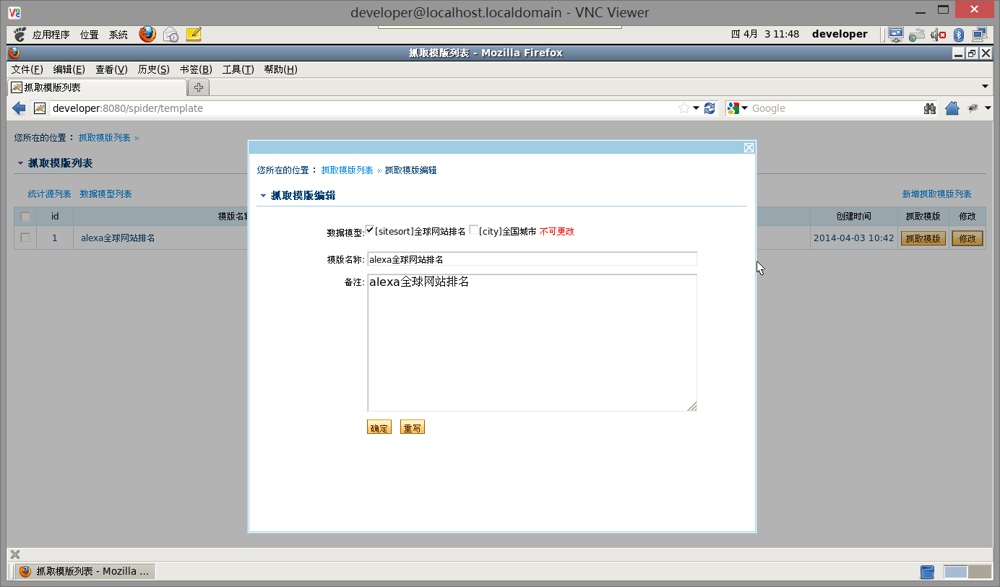 developer@localhost.localdomain - VNC Viewer
应用程序 位置 系统 四 4月 3 11:48 developer
抓取模版列表 - Mozilla Firefox
文件(F) 编辑(E) 查看(V) 历史(S) 书签(B) 工具(T) 帮助(H)
抓取模版列表
developer:8080/spider/template Google
您所在的位置： 抓取模版列表 »
抓取模版列表
统计源列表 数据模型列表 新增抓取模版列表
id 模版名 创建时间 抓取模版 修改
1 alexa全球网站排名 2014-04-03 10:42 抓取模版 修改
您所在的位置： 抓取模版列表 » 抓取模版编辑
抓取模版编辑
数据模型: [sitesort]全球网站排名 [city]全国城市 不可更改
模版名称: alexa全球网站排名
备注: alexa全球网站排名
确定 重写
抓取模版列表 - Mozilla ...